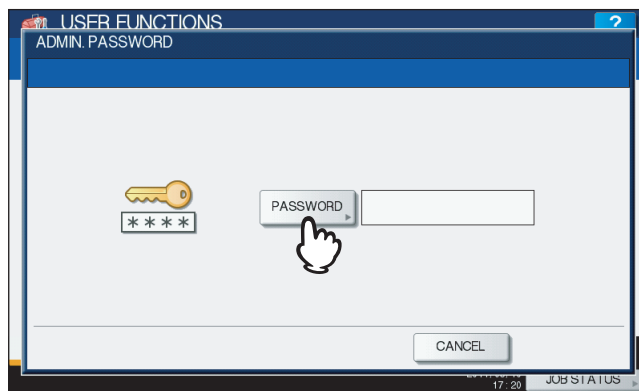 USER FUNCTIONS
?
ADMIN. PASSWORD
PASSWORD
****
CANCEL
17:20
JOB STATUS